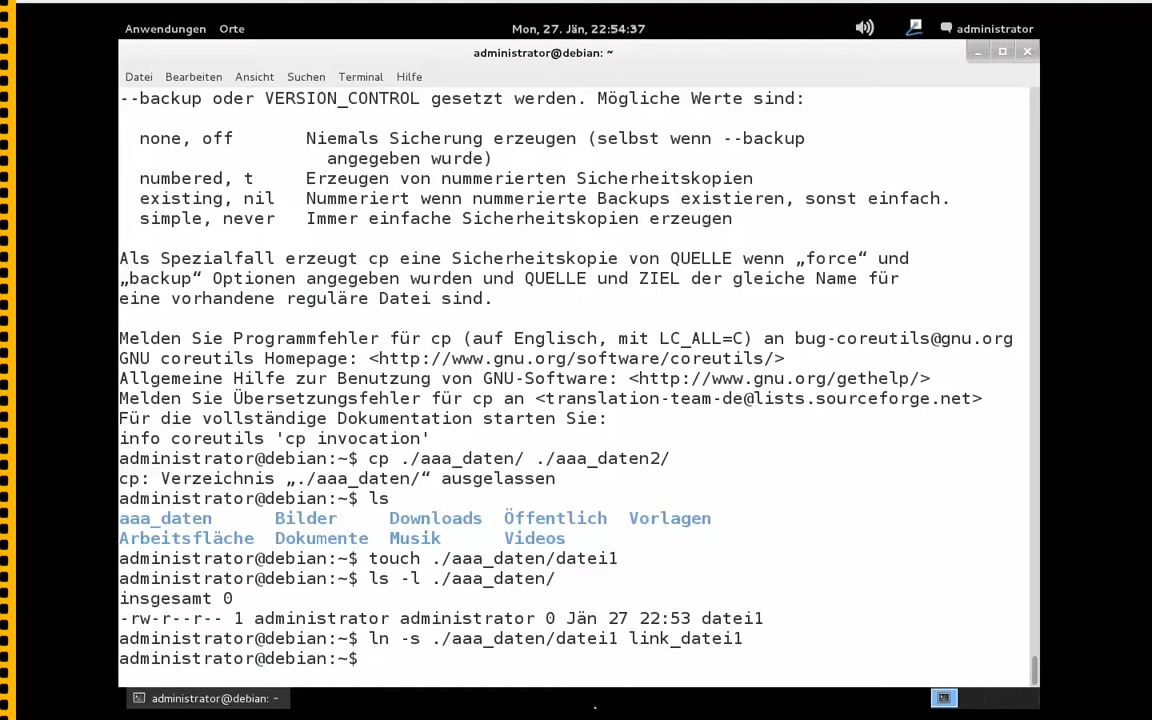 Anwendungen Orte Mon, 27. Jän, 22:54:37 administrator
administrator@debian: ~
Datei Bearbeiten Ansicht Suchen Terminal Hilfe
--backup oder VERSION_CONTROL gesetzt werden. Mögliche Werte sind:
none, off Niemals Sicherung erzeugen (selbst wenn --backup
angegeben wurde)
numbered, t Erzeugen von nummerierten Sicherheitskopien
existing, nil Nummeriert wenn nummerierte Backups existieren, sonst einfach.
simple, never Immer einfache Sicherheitskopien erzeugen
Als Spezialfall erzeugt cp eine Sicherheitskopie von QUELLE wenn „force“ und
„backup“ Optionen angegeben wurden und QUELLE und ZIEL der gleiche Name für
eine vorhandene reguläre Datei sind.
Melden Sie Programmfehler für cp (auf Englisch, mit LC_ALL=C) an bug-coreutils@gnu.org
GNU coreutils Homepage: <http://www.gnu.org/software/coreutils/>
Allgemeine Hilfe zur Benutzung von GNU-Software: <http://www.gnu.org/gethelp/>
Melden Sie Übersetzungsfehler für cp an <translation-team-de@lists.sourceforge.net>
Für die vollständige Dokumentation starten Sie:
info coreutils 'cp invocation'
administrator@debian:~$ cp ./aaa_daten/ ./aaa_daten2/
cp: Verzeichnis „./aaa_daten/“ ausgelassen
administrator@debian:~$ ls
aaa_daten Bilder Downloads Öffentlich Vorlagen
Arbeitsfläche Dokumente Musik Videos
administrator@debian:~$ touch ./aaa_daten/datei1
administrator@debian:~$ ls -l ./aaa_daten/
insgesamt 0
-rw-r--r-- 1 administrator administrator 0 Jän 27 22:53 datei1
administrator@debian:~$ ln -s ./aaa_daten/datei1 link_datei1
administrator@debian:~$
administrator@debian: ~